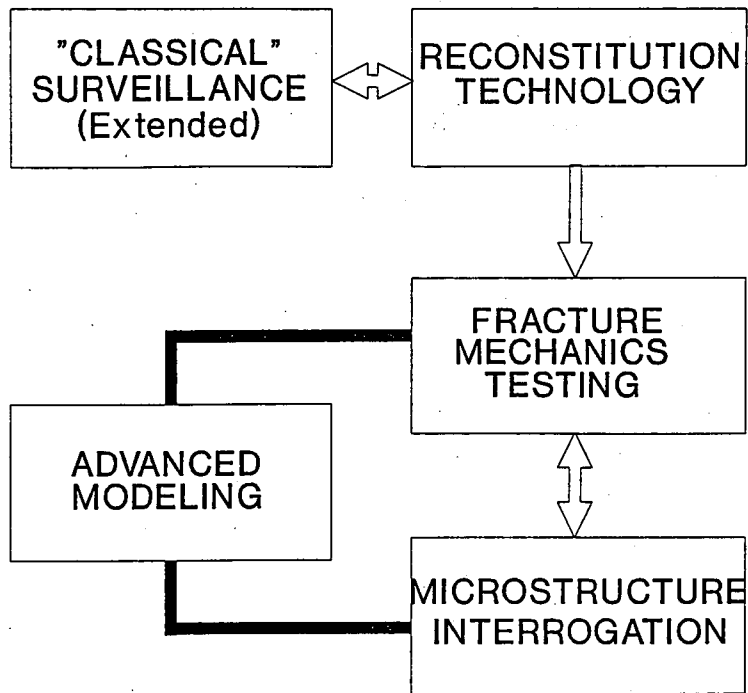 "CLASSICAL"
SURVEILLANCE
(Extended)
RECONSTITUTION
TECHNOLOGY
FRACTURE
MECHANICS
TESTING
ADVANCED
MODELING
MICROSTRUCTURE
INTERROGATION